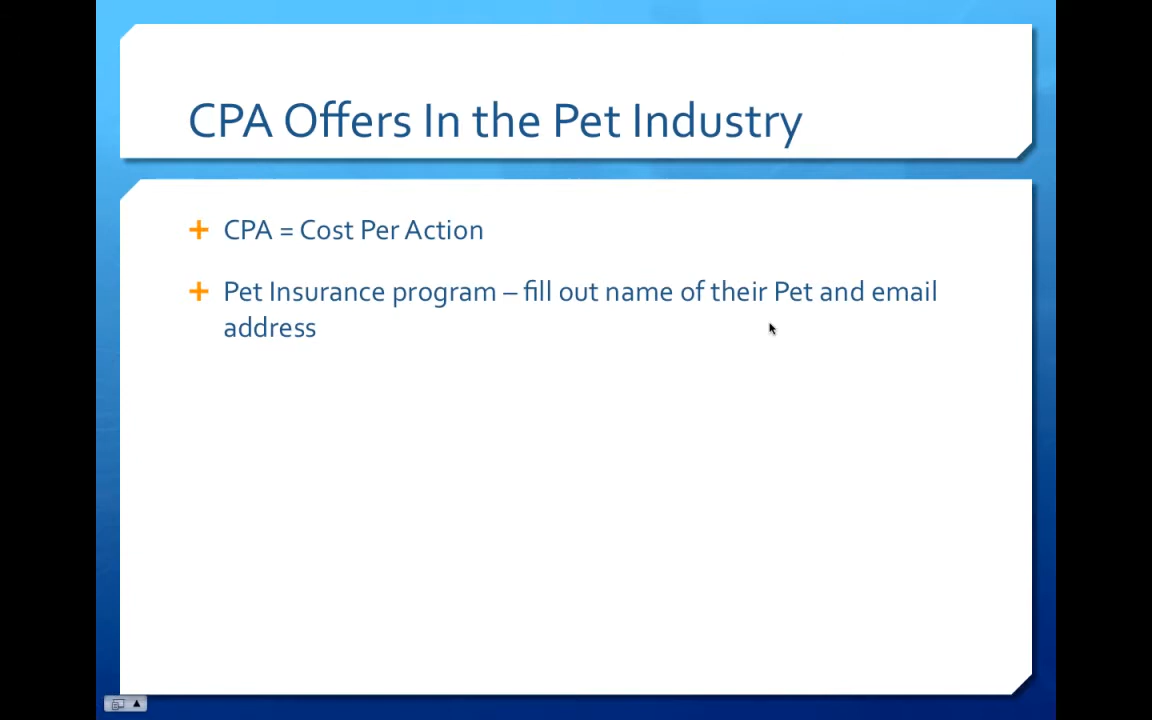 CPA Offers In the Pet Industry
CPA = Cost Per Action
Pet Insurance program – fill out name of their Pet and email
address